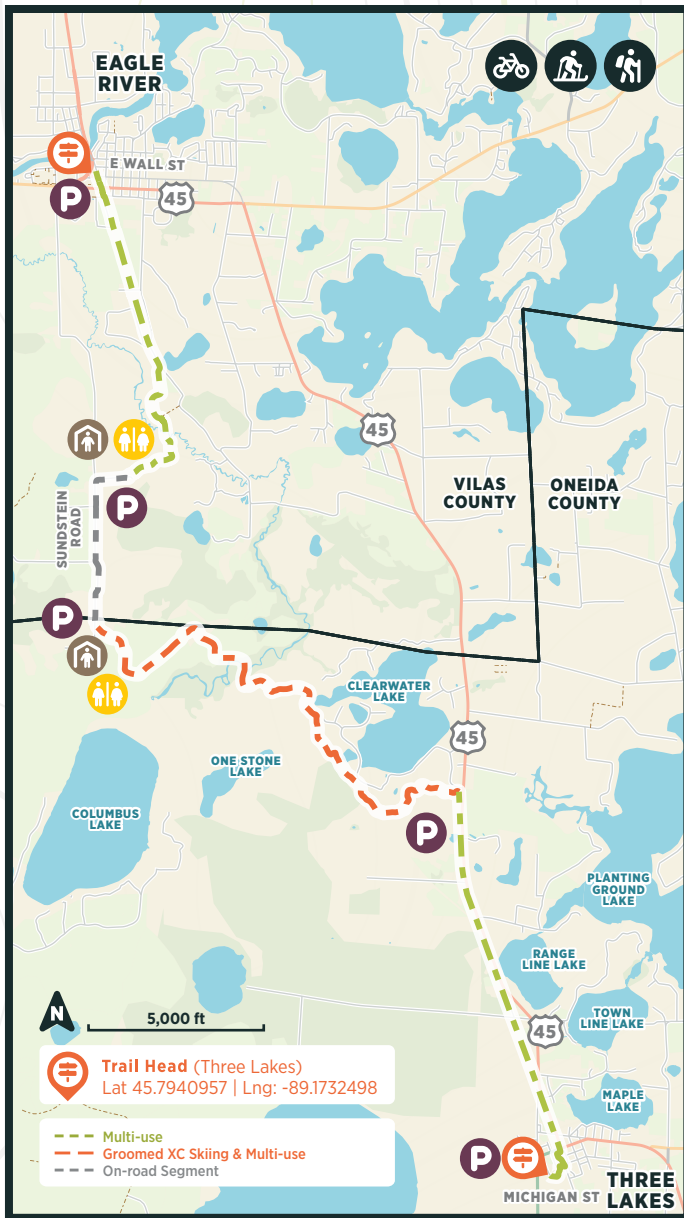 EAGLE
RIVER
E WALL ST
P
45
45
VILAS
COUNTY
ONEIDA
COUNTY
SUNDSTEIN
ROAD
P
P
CLEARWATER
LAKE
45
ONE STONE
LAKE
COLUMBUS
LAKE
P
PLANTING
GROUND
LAKE
RANGE
LINE LAKE
TOWN
LINE LAKE
45
MAPLE
LAKE
N
5,000 ft
Trail Head (Three Lakes)
Lat 45.7940957 | Lng: -89.1732498
Multi-use
Groomed XC Skiing & Multi-use
On-road Segment
P
MICHIGAN ST
THREE
LAKES